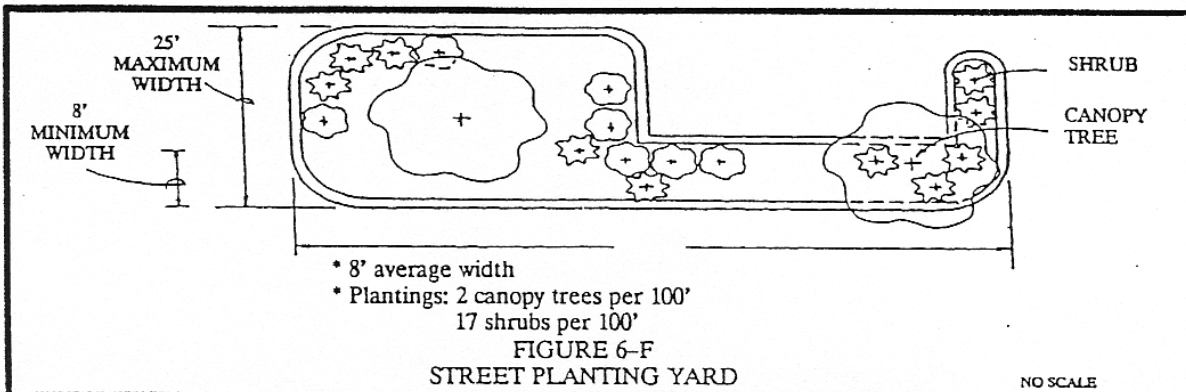 25'
MAXIMUM
WIDTH
8'
MINIMUM
WIDTH
SHRUB
CANOPY
TREE
* 8' average width
* Plantings: 2 canopy trees per 100'
17 shrubs per 100'
FIGURE 6-F
STREET PLANTING YARD
NO SCALE